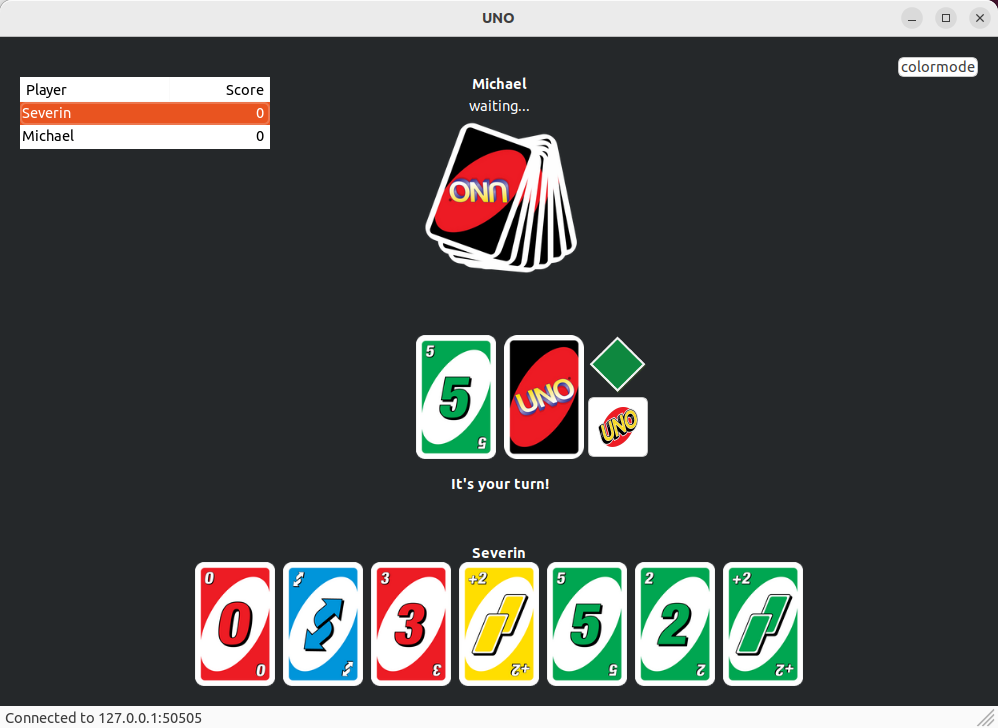 UNO
colormode
Player Score
Severin 0
Michael 0
Michael
waiting...
UNO
5
5
5
UNO
UNO
It's your turn!
Severin
0 3 +2 5 2 +2
0 3 5 2
0 3 +2 5 2 +2
Connected to 127.0.0.1:50505